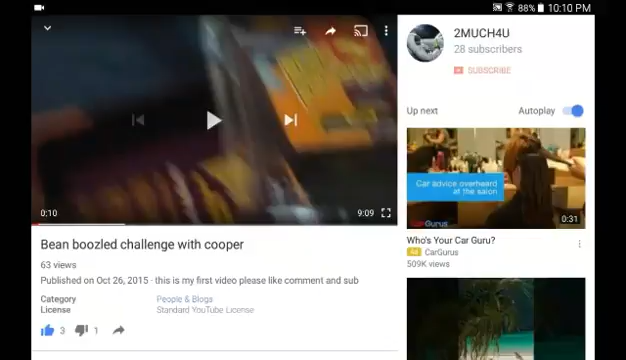 88% 10:10 PM
2MUCH4U
28 subscribers
SUBSCRIBE
Up next Autoplay
0:10 9:09
Car advice overheard
at the salon
CarGurus
0:31
Bean boozled challenge with cooper
63 views
Published on Oct 26, 2015 · this is my first video please like comment and sub
Category People & Blogs
License Standard YouTube License
3 1
Who's Your Car Guru?
Ad CarGurus
509K views